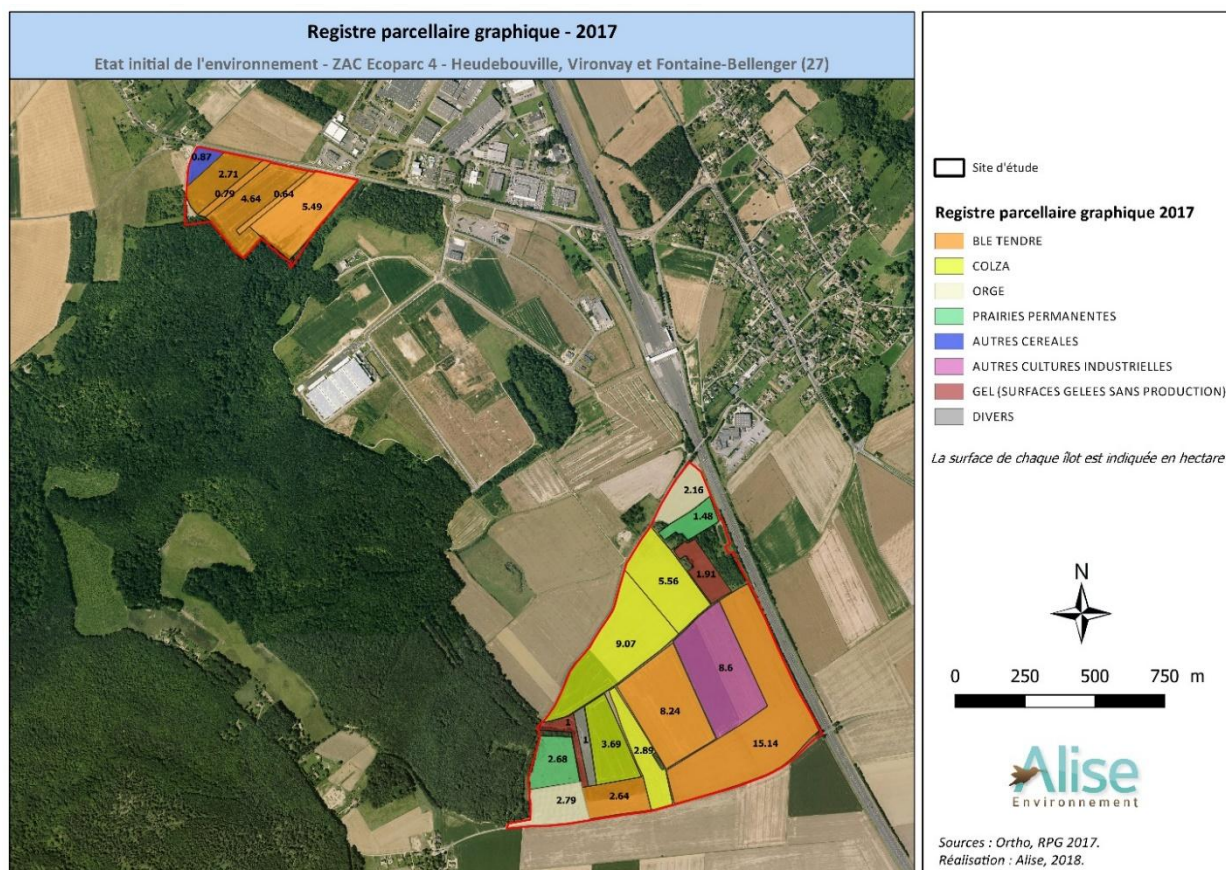 Registre parcellaire graphique - 2017
Etat initial de l'environnement - ZAC Ecoparc 4 - Heudebouville, Vironvay et Fontaine-Bellenger (27)
0.87
2.71
0.79
4.64
0.64
5.49
2.16
1.48
5.56
1.91
9.07
8.6
8.24
15.14
1
1
3.69
2.89
2.68
2.79
2.64
Site d'étude
Registre parcellaire graphique 2017
BLE TENDRE
COLZA
ORGE
PRAIRIES PERMANENTES
AUTRES CEREALES
AUTRES CULTURES INDUSTRIELLES
GEL (SURFACES GELEES SANS PRODUCTION)
DIVERS
La surface de chaque îlot est indiquée en hectare
N
0 250 500 750 m
Alise
Environnement
Sources : Ortho, RPG 2017.
Réalisation : Alise, 2018.